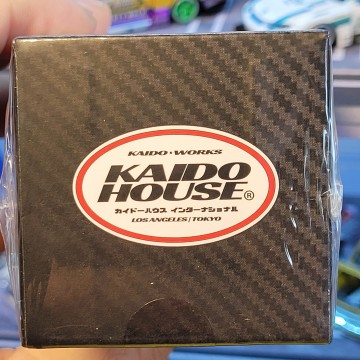 KAIDO・WORKS
KAIDO
HOUSE®
カイドーハウス インターナショナル
LOS ANGELES/TOKYO